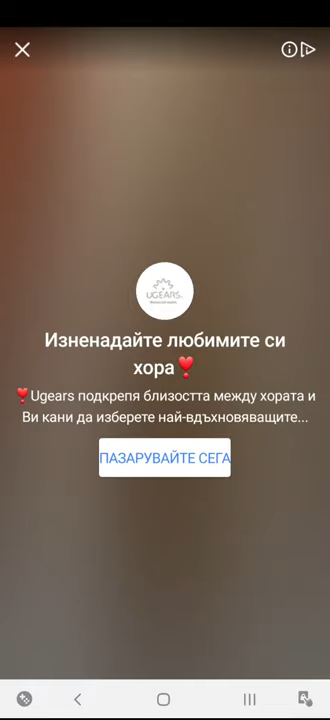 UGEARS
Изненадайте любимите си
хора❣️
❣️Ugears подкрепя близостта между хората и
Ви кани да изберете най-вдъхновяващите...
ПАЗАРУВАЙТЕ СЕГА